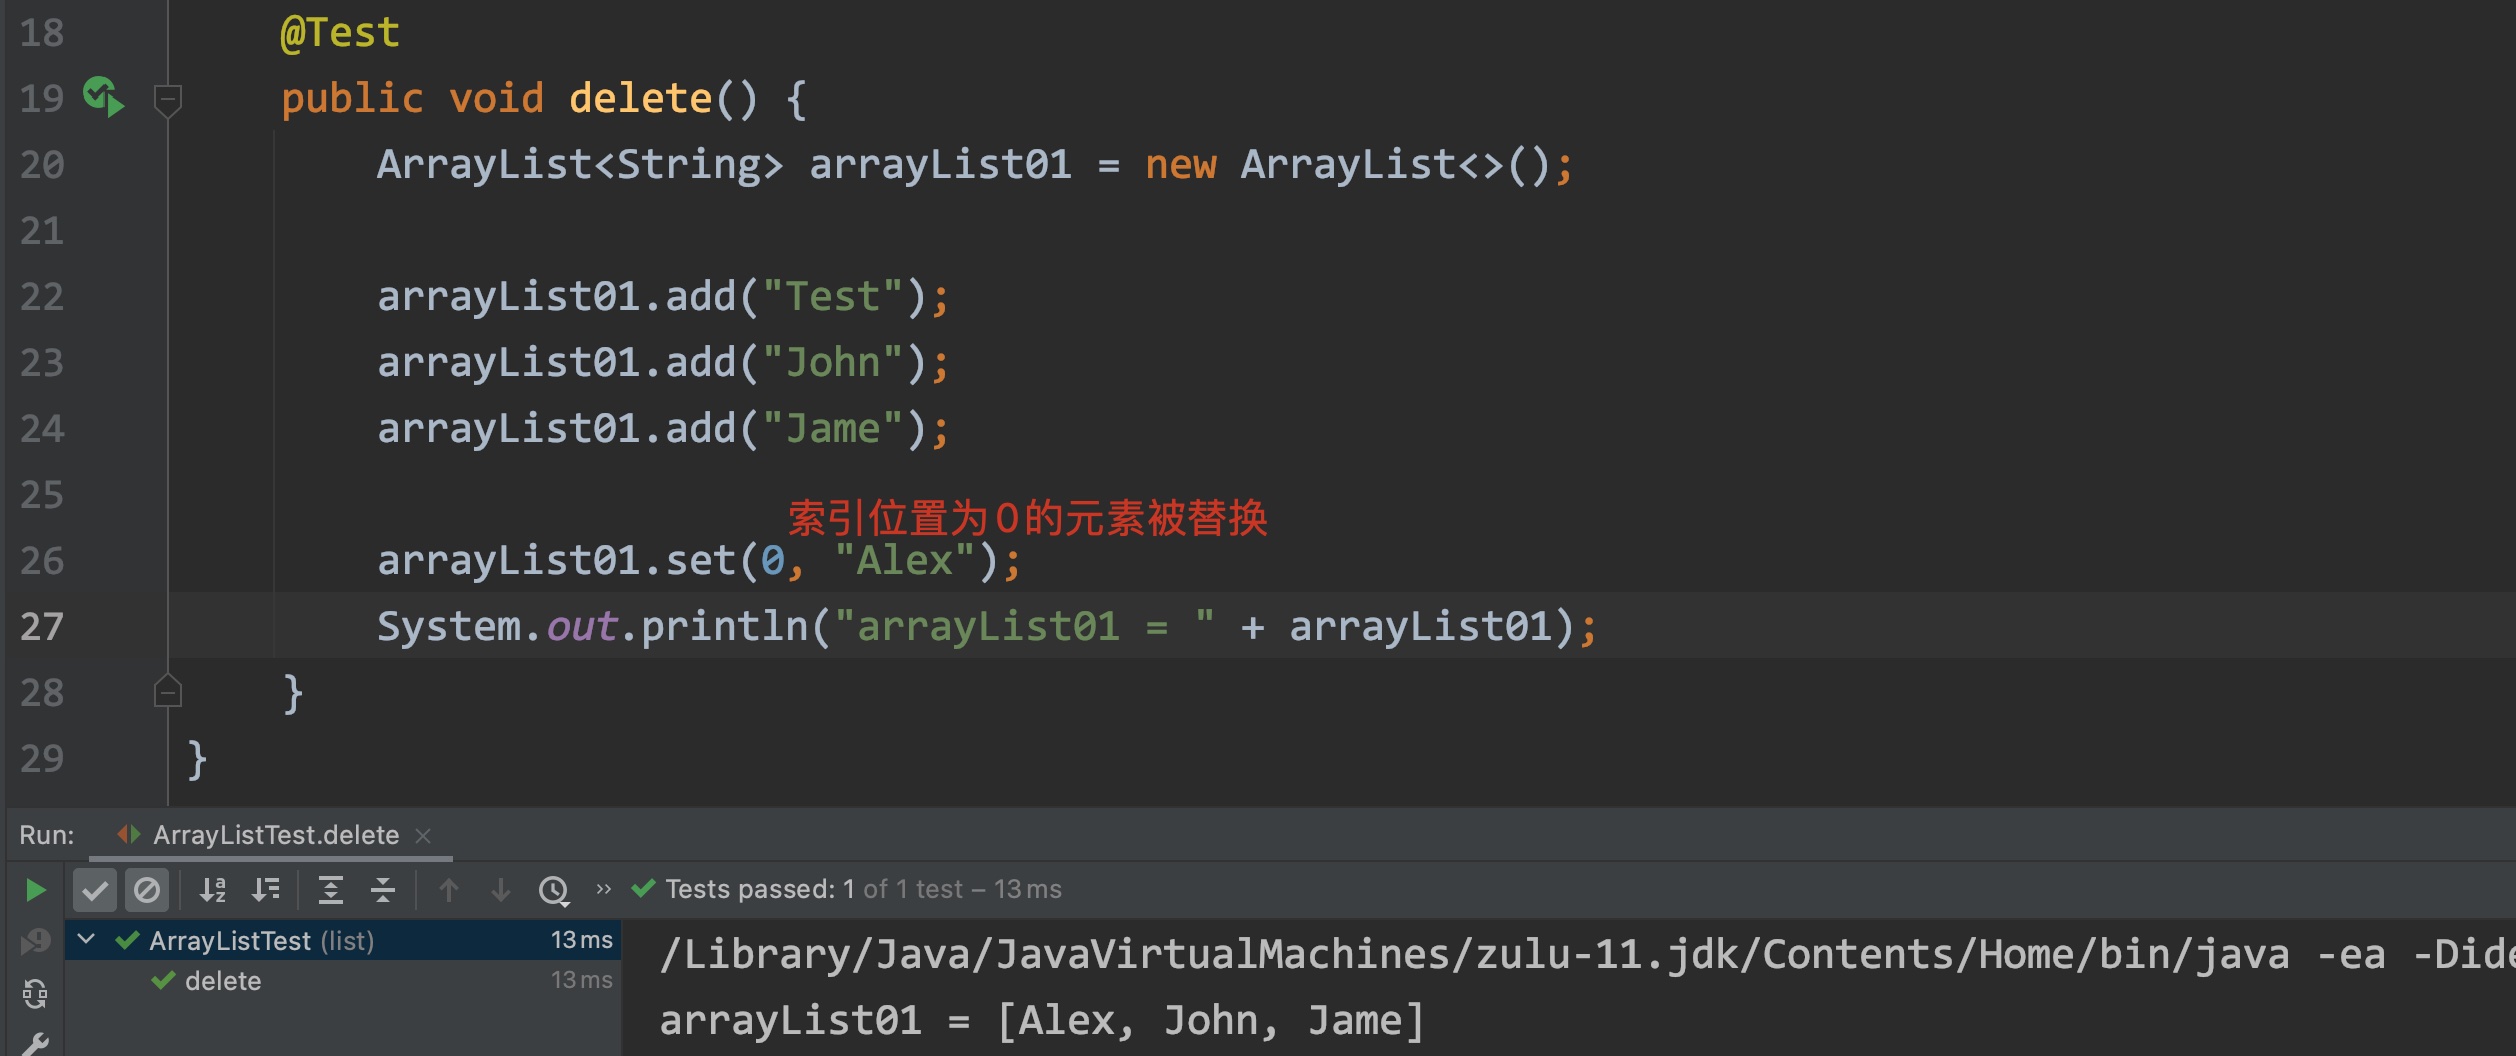 18 @Test
19 public void delete() {
20 ArrayList<String> arrayList01 = new ArrayList<>();
21
22 arrayList01.add("Test");
23 arrayList01.add("John");
24 arrayList01.add("Jame");
25
索引位置为0的元素被替换
26 arrayList01.set(0, "Alex");
27 System.out.println("arrayList01 = " + arrayList01);
28 }
29 }
Run: ArrayListTest.delete ×
» Tests passed: 1 of 1 test – 13 ms
ArrayListTest (list) 13 ms
delete 13 ms
/Library/Java/JavaVirtualMachines/zulu-11.jdk/Contents/Home/bin/java -ea -Dide
arrayList01 = [Alex, John, Jame]